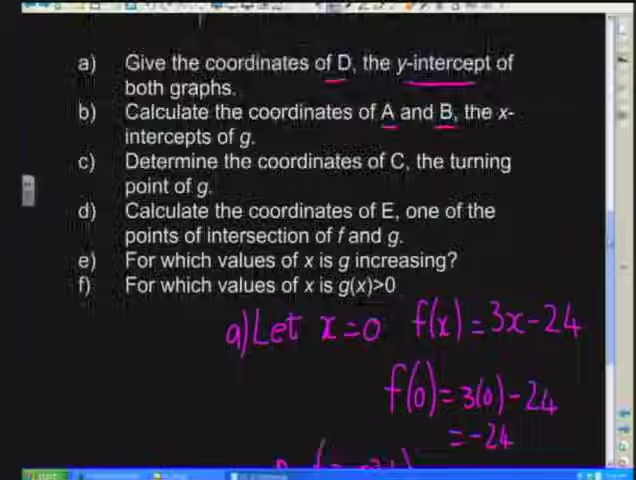 a) Give the coordinates of D, the y-intercept of
both graphs.
b) Calculate the coordinates of A and B, the x-
intercepts of g.
c) Determine the coordinates of C, the turning
point of g.
d) Calculate the coordinates of E, one of the
points of intersection of f and g.
e) For which values of x is g increasing?
f) For which values of x is g(x)>0
a) Let x=0 f(x)=3x-24
f(0)=3(0)-24
=-24